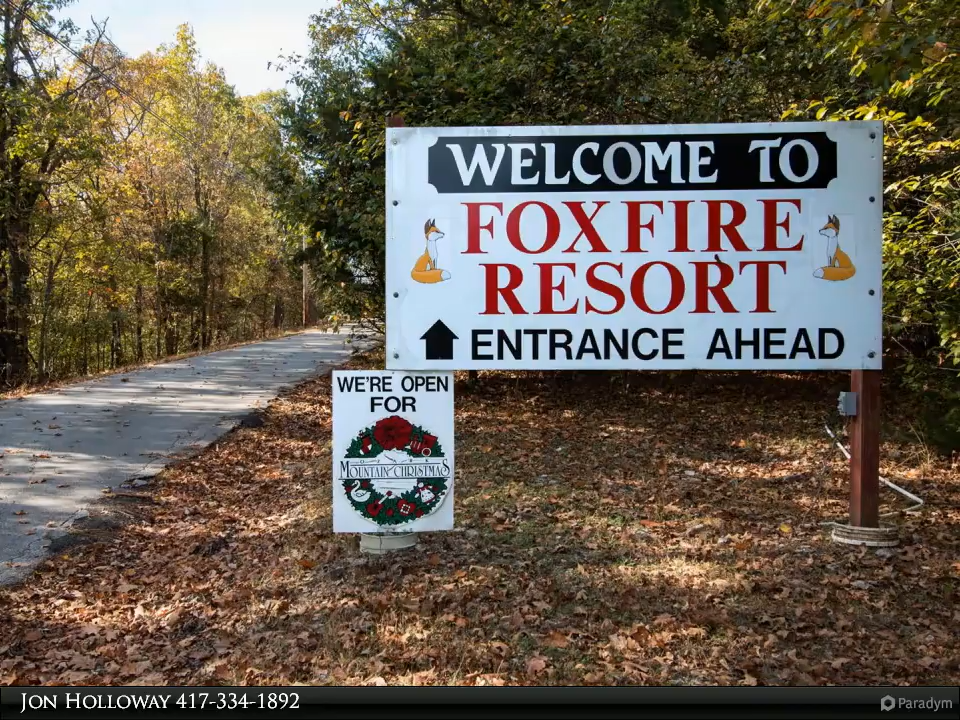 WELCOME TO
FOXFIRE
RESORT
ENTRANCE AHEAD
WE'RE OPEN
FOR
MOUNTAIN CHRISTMAS
JON HOLLOWAY 417-334-1892
Paradym